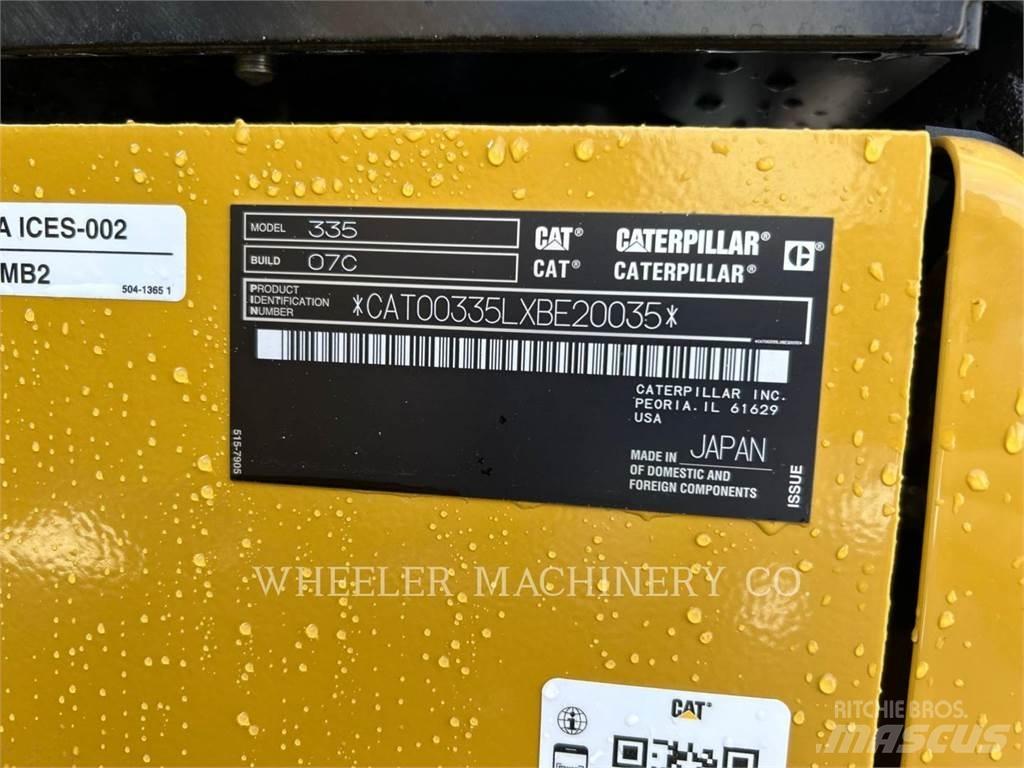 A ICES-002
MB2
504-1365 1
MODEL 335
BUILD 07C
CAT® CATERPILLAR®
CAT® CATERPILLAR®
PRODUCT
IDENTIFICATION
NUMBER
*CAT00335LXBE20035*
CATERPILLAR INC.
PEORIA. IL 61629
USA
MADE IN JAPAN
OF DOMESTIC AND
FOREIGN COMPONENTS
515-7905
ISSUE
WHEELER MACHINERY CO.
CAT®
RITCHIE BROS.
MASCUS